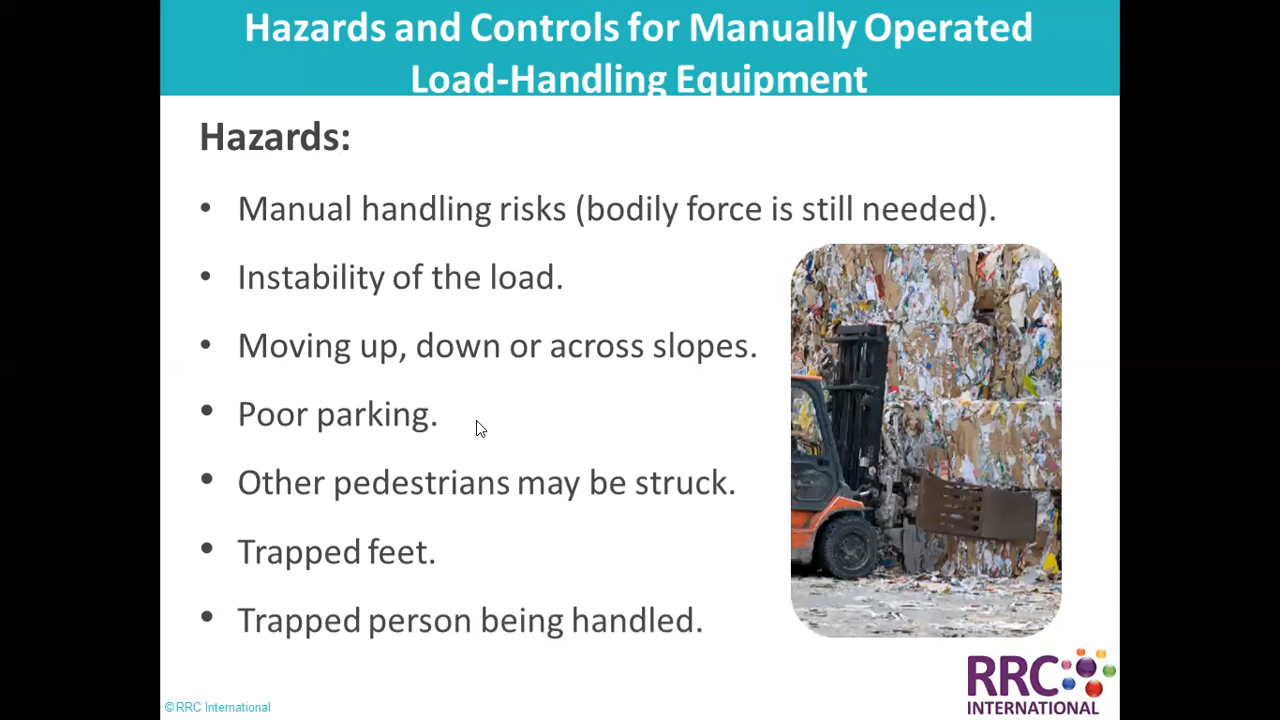 Hazards and Controls for Manually Operated
Load-Handling Equipment
Hazards:
• Manual handling risks (bodily force is still needed).
• Instability of the load.
• Moving up, down or across slopes.
• Poor parking.
• Other pedestrians may be struck.
• Trapped feet.
• Trapped person being handled.
RRC
INTERNATIONAL
©RRC International